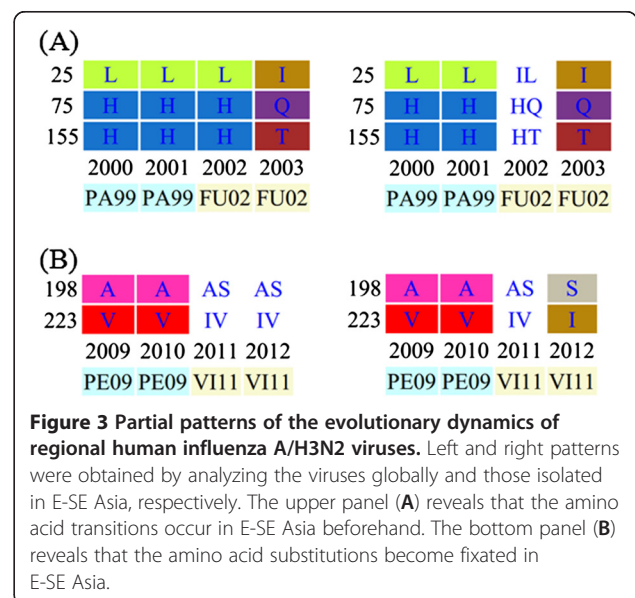 (A)
25 L L L I 25 L L IL I
75 H H H Q 75 H H HQ Q
155 H H H T 155 H H HT T
2000 2001 2002 2003 2000 2001 2002 2003
PA99 PA99 FU02 FU02 PA99 PA99 FU02 FU02
(B)
198 A A AS AS 198 A A AS S
223 V V IV IV 223 V V IV I
2009 2010 2011 2012 2009 2010 2011 2012
PE09 PE09 VI11 VI11 PE09 PE09 VI11 VI11
Figure 3 Partial patterns of the evolutionary dynamics of
regional human influenza A/H3N2 viruses. Left and right patterns
were obtained by analyzing the viruses globally and those isolated
in E-SE Asia, respectively. The upper panel (A) reveals that the amino
acid transitions occur in E-SE Asia beforehand. The bottom panel (B)
reveals that the amino acid substitutions become fixated in
E-SE Asia.